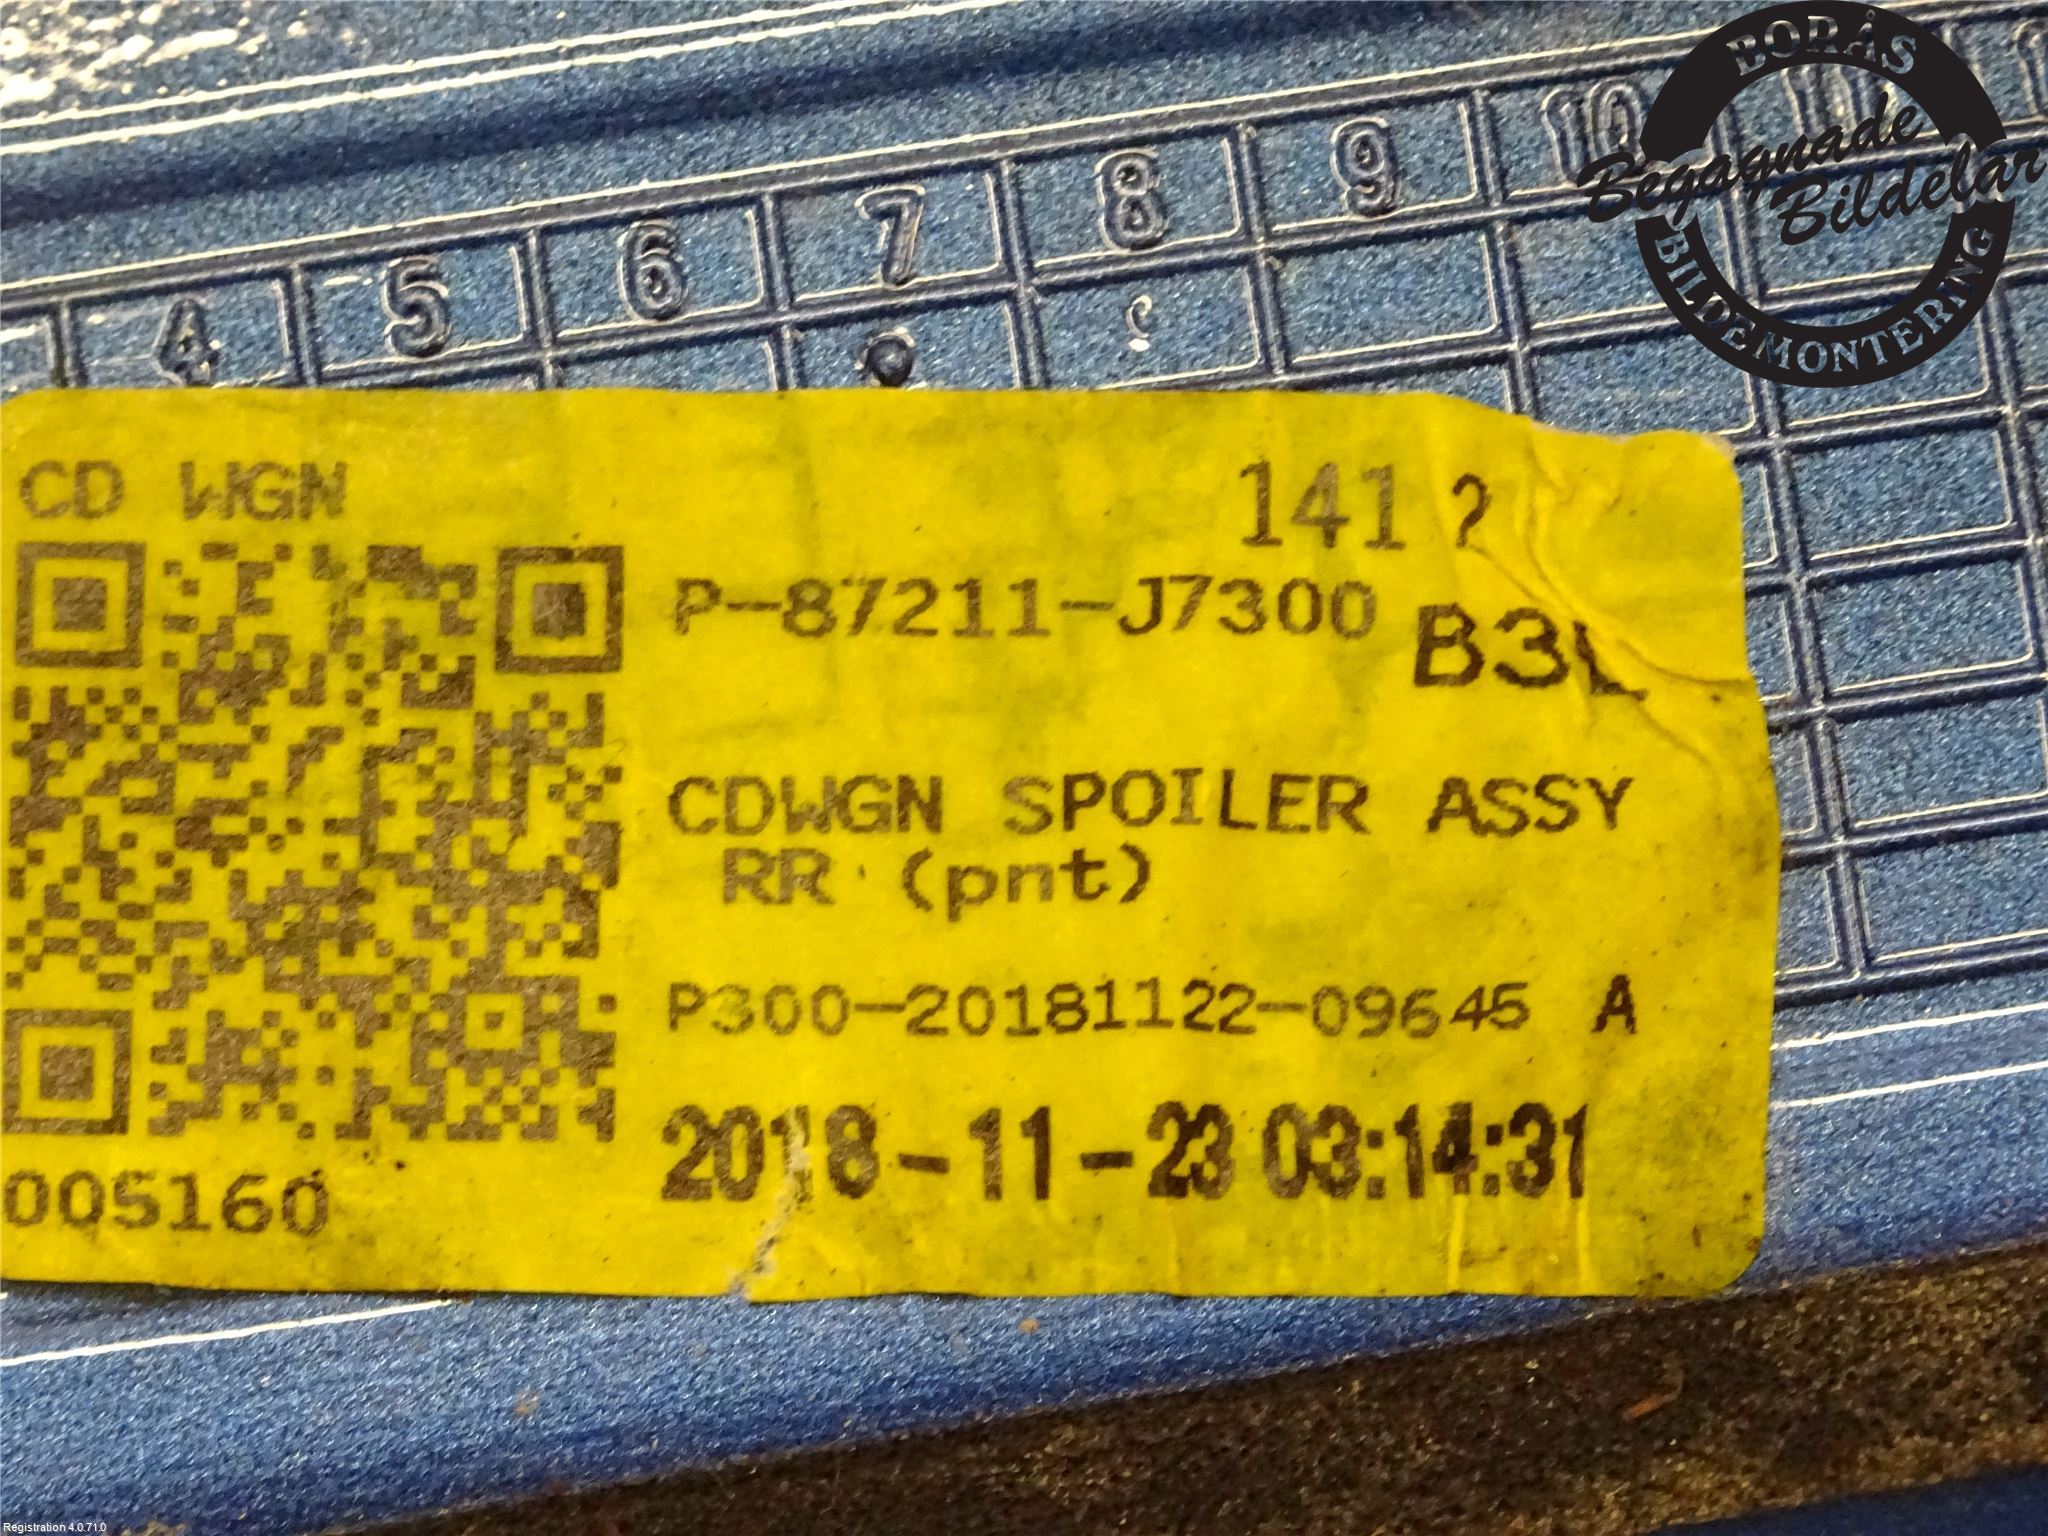 BORÅS
Begagnade
Bildelar
BILDEMONTERING
4 5 6 7 8 9 10 11
CD WGN
141
P-87211-J7300
CDWGN SPOILER ASSY
RR (pnt)
P300-20181122-09645 A
2018-11-23 03:14:31
005160
Registration 4.0.71.0